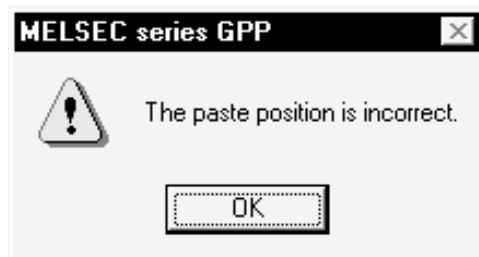 MELSEC series GPP
The paste position is incorrect.
OK